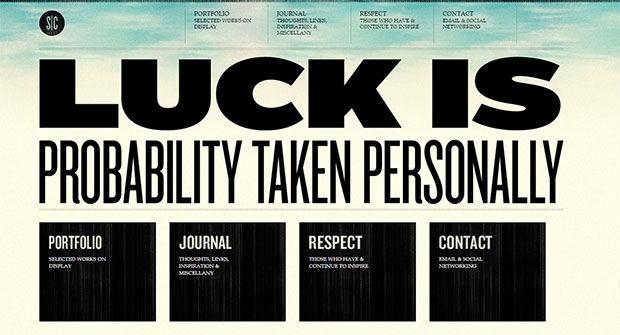 S|C
PORTFOLIO
SELECTED WORKS ON
DISPLAY
JOURNAL
THOUGHTS, LINKS,
INSPIRATION &
MISCELLANY
RESPECT
THOSE WHO HAVE &
CONTINUE TO INSPIRE
CONTACT
EMAIL & SOCIAL
NETWORKING
LUCK IS
PROBABILITY TAKEN PERSONALLY
PORTFOLIO
SELECTED WORKS ON
DISPLAY
JOURNAL
THOUGHTS, LINKS,
INSPIRATION &
MISCELLANY
RESPECT
THOSE WHO HAVE &
CONTINUE TO INSPIRE
CONTACT
EMAIL & SOCIAL
NETWORKING